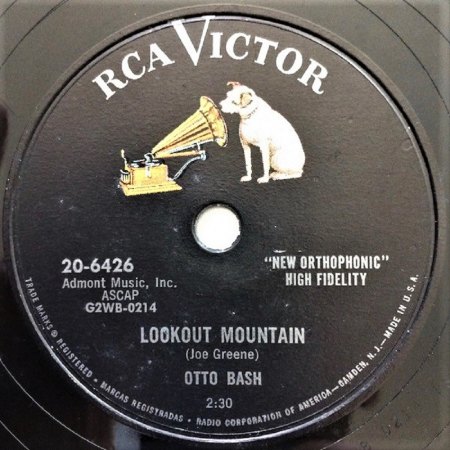 RCA VICTOR
20-6426
Admont Music, Inc.
ASCAP
G2WB-0214
"NEW ORTHOPHONIC"
HIGH FIDELITY
LOOKOUT MOUNTAIN
(Joe Greene)
OTTO BASH
2:30
TRADE MARKS ® REGISTERED • MARCAS REGISTRADAS • RADIO CORPORATION OF AMERICA—CAMDEN, N.J.—MADE IN U.S.A.